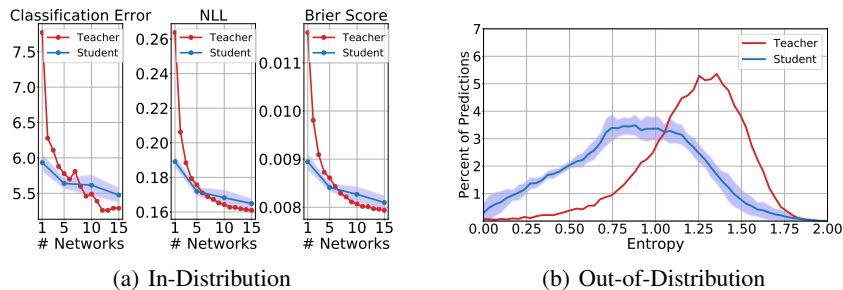 Classification Error
NLL
Brier Score
Teacher
Student
7.5
7.0
6.5
6.0
5.5
1 5 10 15
# Networks
Teacher
Student
0.26
0.24
0.22
0.20
0.18
0.16
1 5 10 15
# Networks
Teacher
Student
0.011
0.010
0.009
0.008
1 5 10 15
# Networks
(a) In-Distribution
Percent of Predictions
7
6
5
4
3
2
1
Teacher
Student
0.00 0.25 0.50 0.75 1.00 1.25 1.50 1.75 2.00
Entropy
(b) Out-of-Distribution